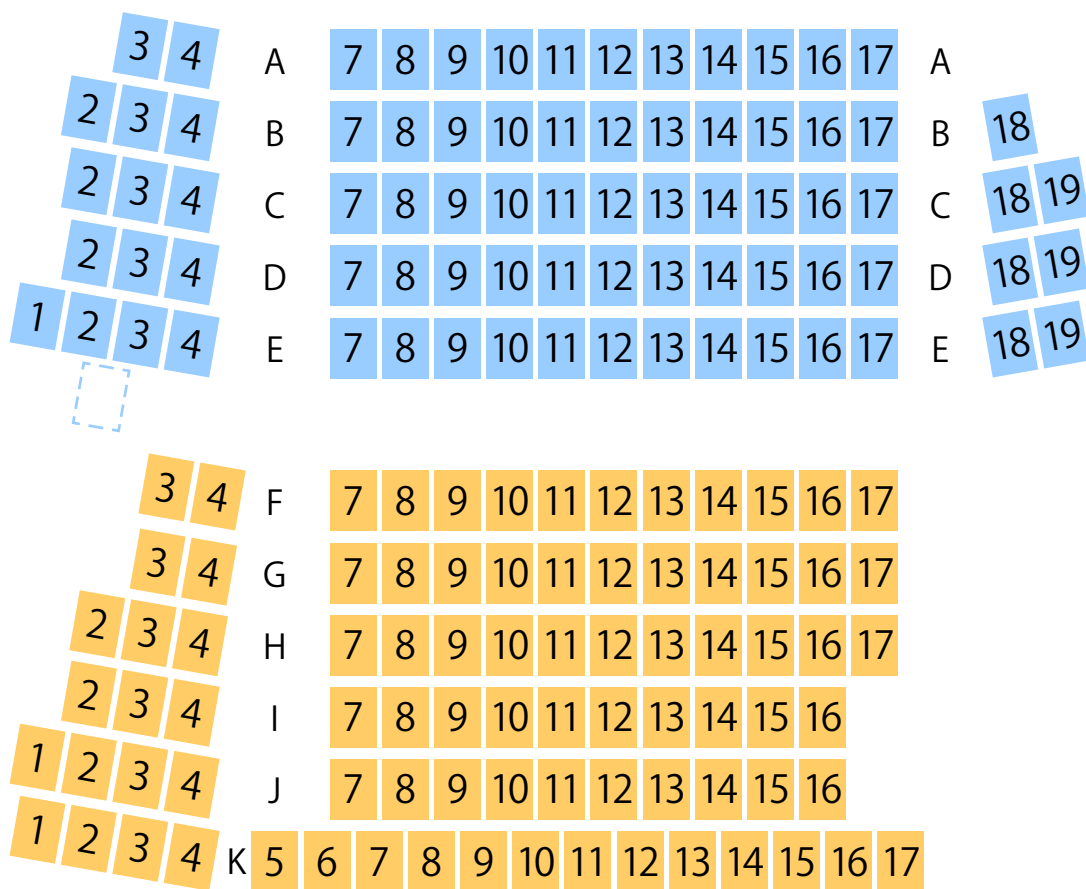 3 4 A 7 8 9 10 11 12 13 14 15 16 17 A
2 3 4 B 7 8 9 10 11 12 13 14 15 16 17 B 18
2 3 4 C 7 8 9 10 11 12 13 14 15 16 17 C 18 19
2 3 4 D 7 8 9 10 11 12 13 14 15 16 17 D 18 19
1 2 3 4 E 7 8 9 10 11 12 13 14 15 16 17 E 18 19
3 4 F 7 8 9 10 11 12 13 14 15 16 17
3 4 G 7 8 9 10 11 12 13 14 15 16 17
2 3 4 H 7 8 9 10 11 12 13 14 15 16 17
2 3 4 I 7 8 9 10 11 12 13 14 15 16
1 2 3 4 J 7 8 9 10 11 12 13 14 15 16
1 2 3 4 K 5 6 7 8 9 10 11 12 13 14 15 16 17